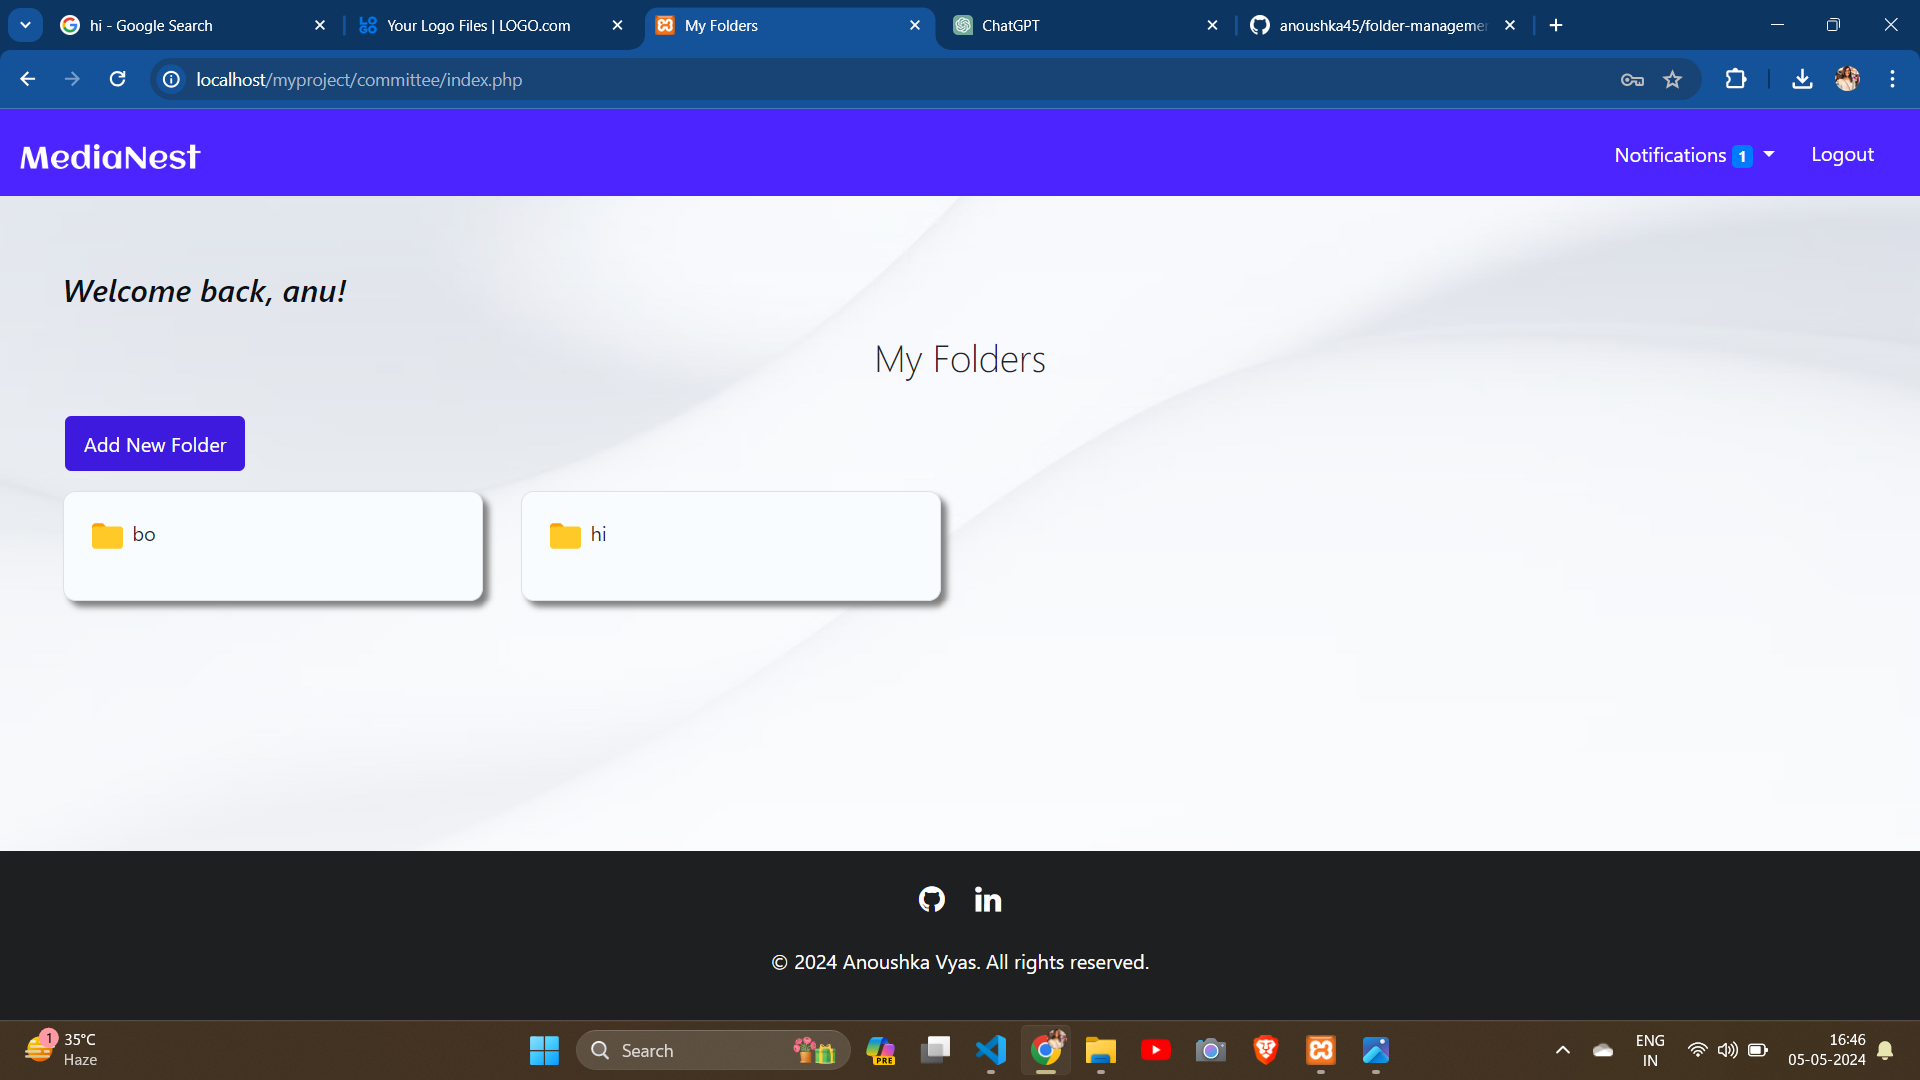 hi - Google Search
Your Logo Files | LOGO.com
My Folders
ChatGPT
anoushka45/folder-managemer
localhost/myproject/committee/index.php
MediaNest
Notifications 1
Logout
Welcome back, anu!
My Folders
Add New Folder
bo
hi
© 2024 Anoushka Vyas. All rights reserved.
1
35°C
Haze
Search
PRE
ENG
IN
16:46
05-05-2024